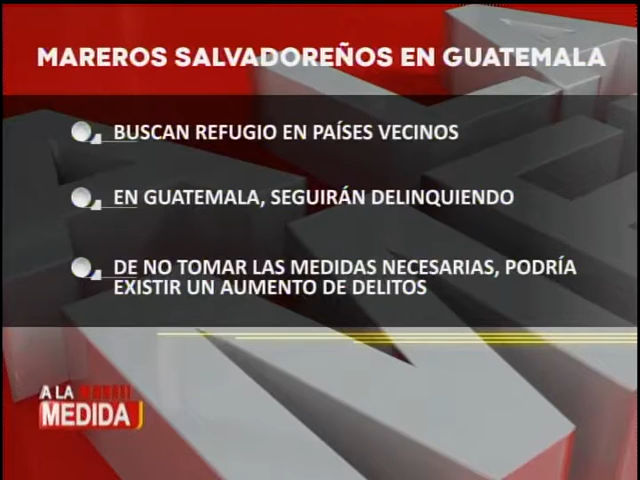 MAREROS SALVADOREÑOS EN GUATEMALA
BUSCAN REFUGIO EN PAÍSES VECINOS
EN GUATEMALA, SEGUIRÁN DELINQUIENDO
DE NO TOMAR LAS MEDIDAS NECESARIAS, PODRÍA
EXISTIR UN AUMENTO DE DELITOS
A LA
MEDIDA